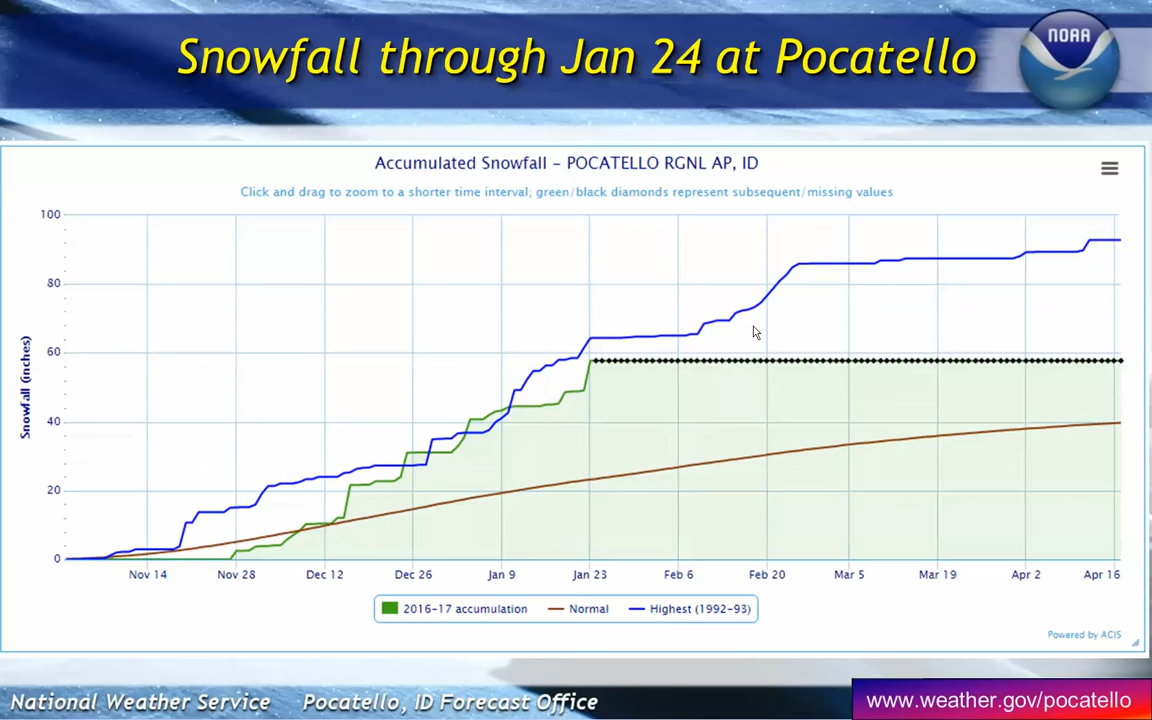 Snowfall through Jan 24 at Pocatello
NOAA
Accumulated Snowfall – POCATELLO RGNL AP, ID
Click and drag to zoom to a shorter time interval; green/black diamonds represent subsequent/missing values
Snowfall (inches)
100
80
60
40
20
0
Nov 14 Nov 28 Dec 12 Dec 26 Jan 9 Jan 23 Feb 6 Feb 20 Mar 5 Mar 19 Apr 2 Apr 16
2016-17 accumulation Normal Highest (1992-93)
Powered by ACIS
National Weather Service Pocatello, ID Forecast Office
www.weather.gov/pocatello